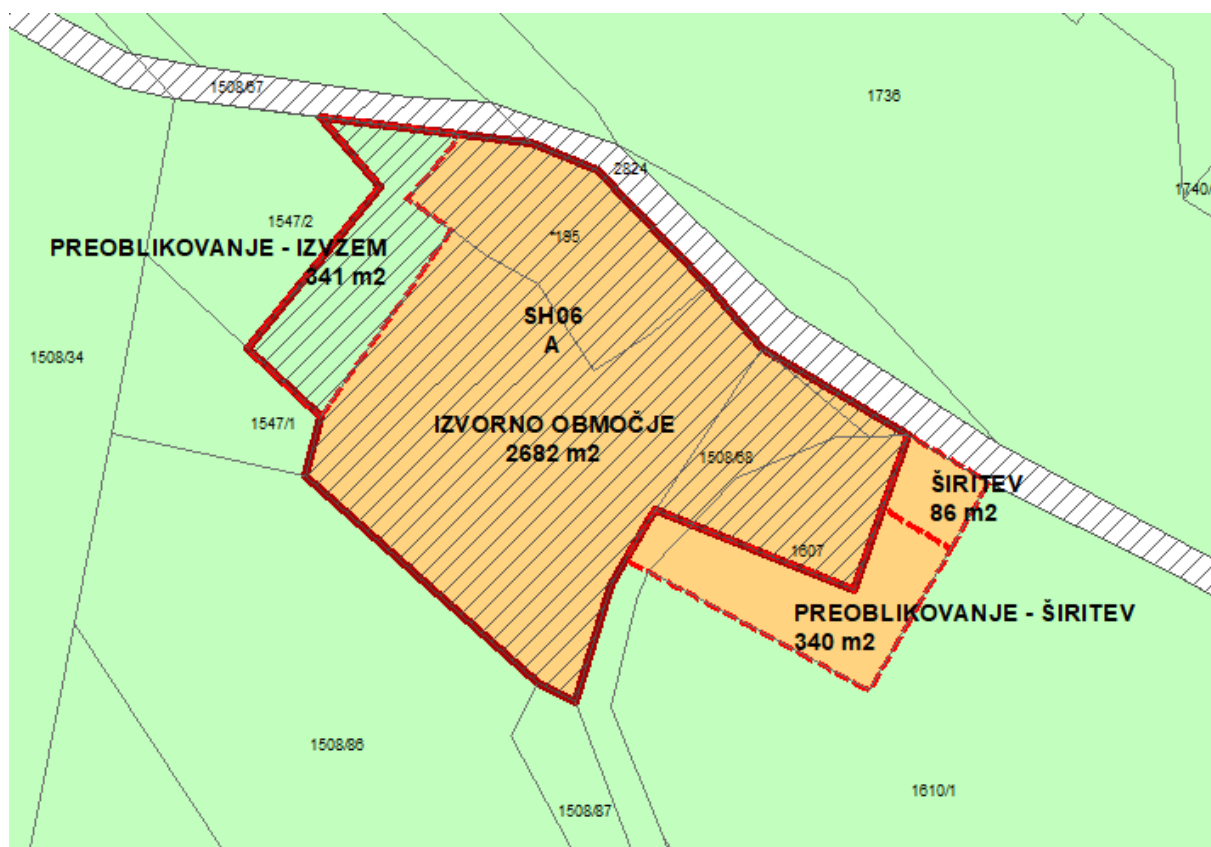 1508/67
1736
2824
1740/
1547/2
*195
PREOBLIKOVANJE - IZVZEM
341 m2
SH06
A
1508/34
1547/1
IZVORNO OBMOČJE
2682 m2
1508/68
ŠIRITEV
86 m2
1607
PREOBLIKOVANJE - ŠIRITEV
340 m2
1508/86
1610/1
1508/87